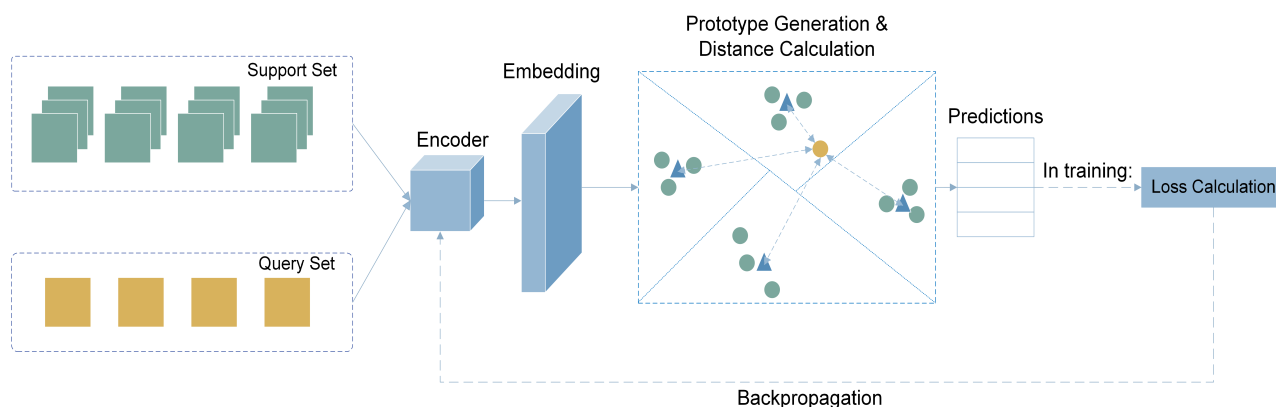 Prototype Generation &
Distance Calculation
Support Set
Embedding
Encoder
Predictions
In training:
Loss Calculation
Query Set
Backpropagation